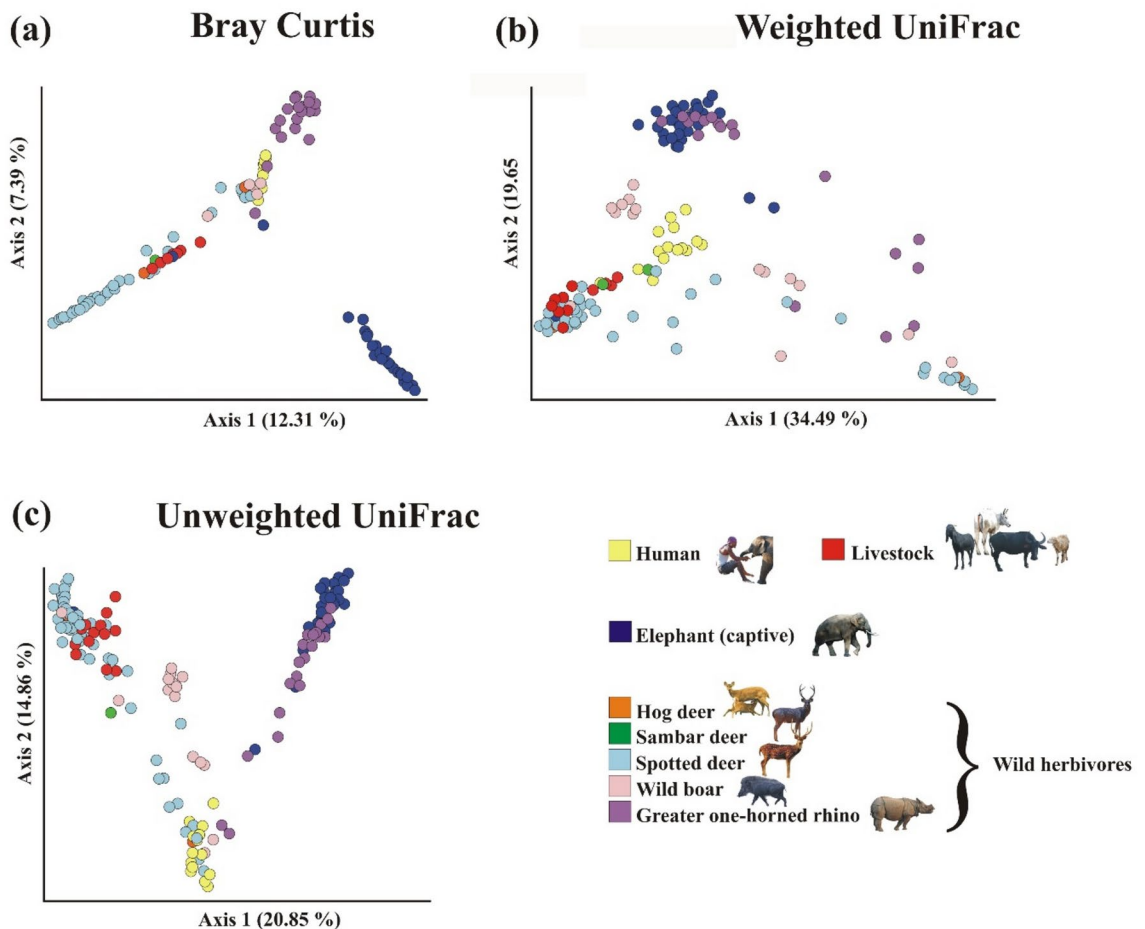 (a) Bray Curtis
Axis 2 (7.39 %)
Axis 1 (12.31 %)
(b) Weighted UniFrac
Axis 2 (19.65
Axis 1 (34.49 %)
(c) Unweighted UniFrac
Axis 2 (14.86 %)
Axis 1 (20.85 %)
Human
Livestock
Elephant (captive)
Hog deer
Sambar deer
Spotted deer
Wild boar
Greater one-horned rhino
Wild herbivores